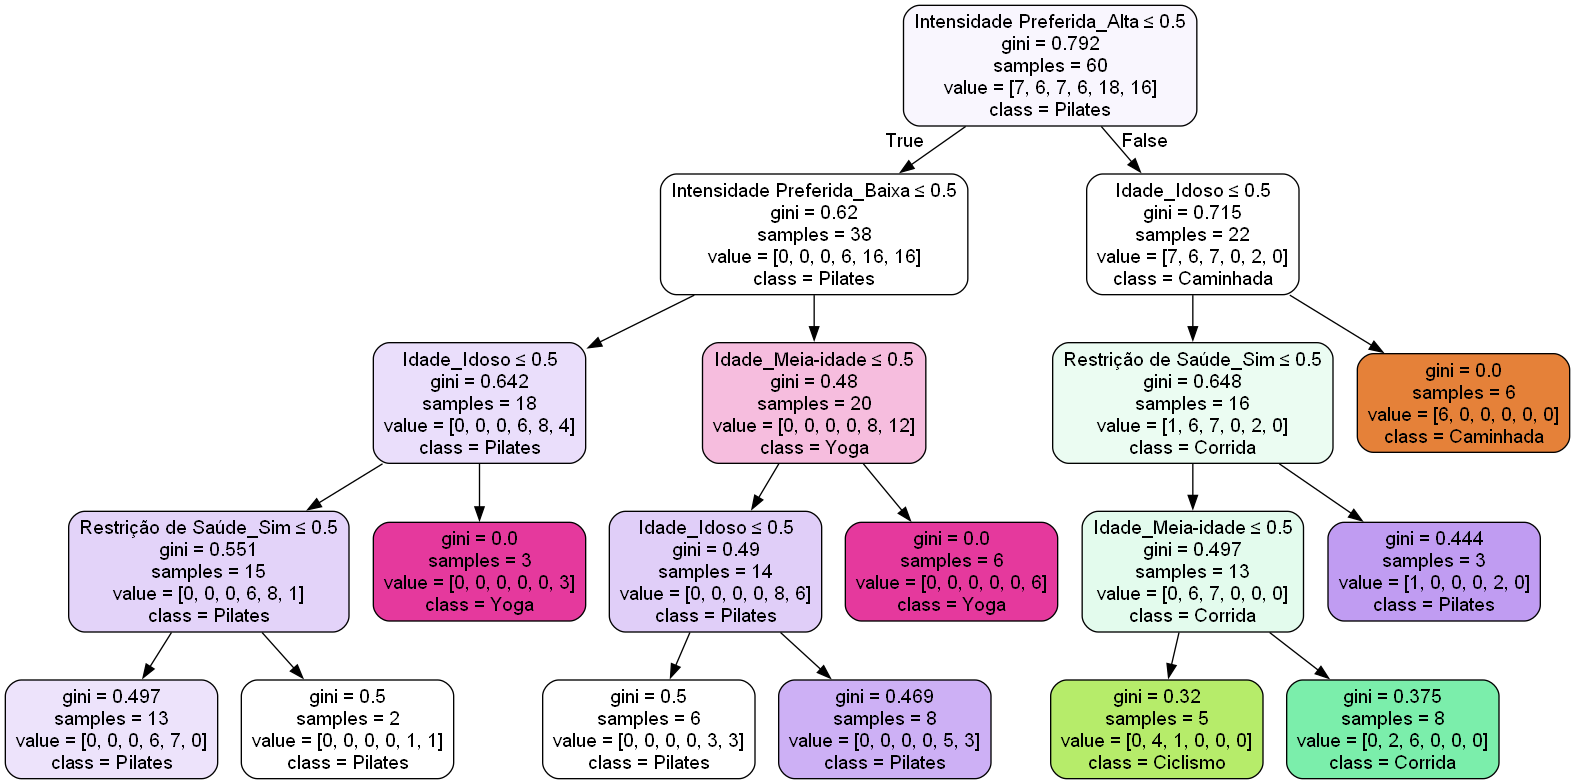 Intensidade Preferida_Alta ≤ 0.5
gini = 0.792
samples = 60
value = [7, 6, 7, 6, 18, 16]
class = Pilates
True
False
Intensidade Preferida_Baixa ≤ 0.5
gini = 0.62
samples = 38
value = [0, 0, 0, 6, 16, 16]
class = Pilates
Idade_Idoso ≤ 0.5
gini = 0.715
samples = 22
value = [7, 6, 7, 0, 2, 0]
class = Caminhada
Idade_Idoso ≤ 0.5
gini = 0.642
samples = 18
value = [0, 0, 0, 6, 8, 4]
class = Pilates
Idade_Meia-idade ≤ 0.5
gini = 0.48
samples = 20
value = [0, 0, 0, 0, 8, 12]
class = Yoga
Restrição de Saúde_Sim ≤ 0.5
gini = 0.648
samples = 16
value = [1, 6, 7, 0, 2, 0]
class = Corrida
gini = 0.0
samples = 6
value = [6, 0, 0, 0, 0, 0]
class = Caminhada
Restrição de Saúde_Sim ≤ 0.5
gini = 0.551
samples = 15
value = [0, 0, 0, 6, 8, 1]
class = Pilates
gini = 0.0
samples = 3
value = [0, 0, 0, 0, 0, 3]
class = Yoga
Idade_Idoso ≤ 0.5
gini = 0.49
samples = 14
value = [0, 0, 0, 0, 8, 6]
class = Pilates
gini = 0.0
samples = 6
value = [0, 0, 0, 0, 0, 6]
class = Yoga
Idade_Meia-idade ≤ 0.5
gini = 0.497
samples = 13
value = [0, 6, 7, 0, 0, 0]
class = Corrida
gini = 0.444
samples = 3
value = [1, 0, 0, 0, 2, 0]
class = Pilates
gini = 0.497
samples = 13
value = [0, 0, 0, 6, 7, 0]
class = Pilates
gini = 0.5
samples = 2
value = [0, 0, 0, 0, 1, 1]
class = Pilates
gini = 0.5
samples = 6
value = [0, 0, 0, 0, 3, 3]
class = Pilates
gini = 0.469
samples = 8
value = [0, 0, 0, 0, 5, 3]
class = Pilates
gini = 0.32
samples = 5
value = [0, 4, 1, 0, 0, 0]
class = Ciclismo
gini = 0.375
samples = 8
value = [0, 2, 6, 0, 0, 0]
class = Corrida